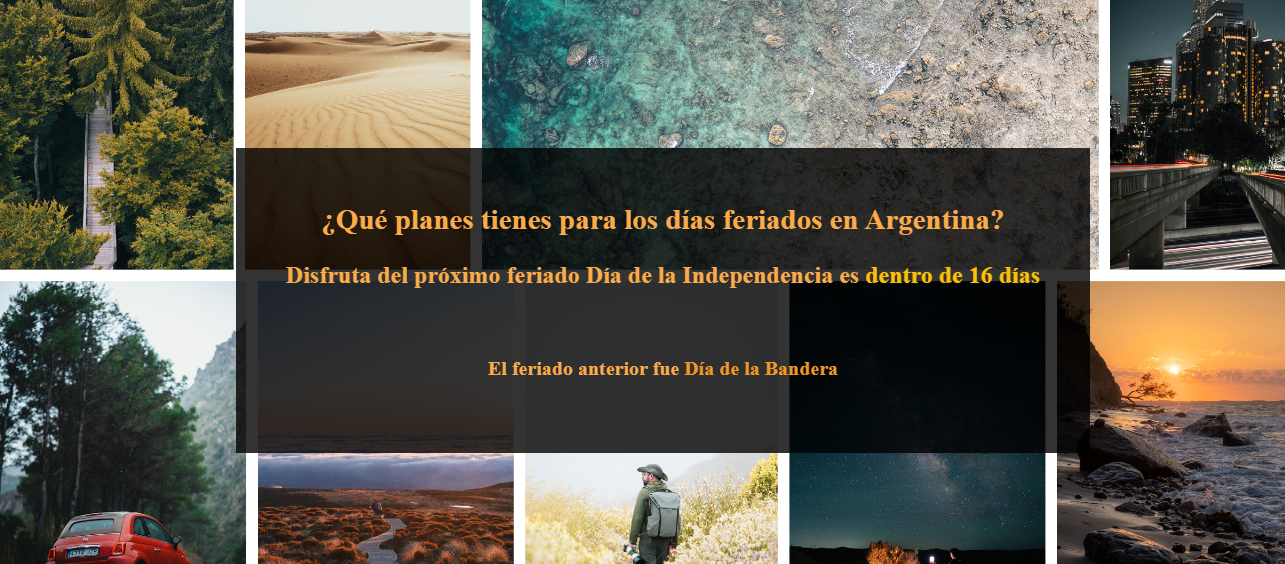 ¿Qué planes tienes para los días feriados en Argentina?
Disfruta del próximo feriado Día de la Independencia es dentro de 16 días
El feriado anterior fue Día de la Bandera